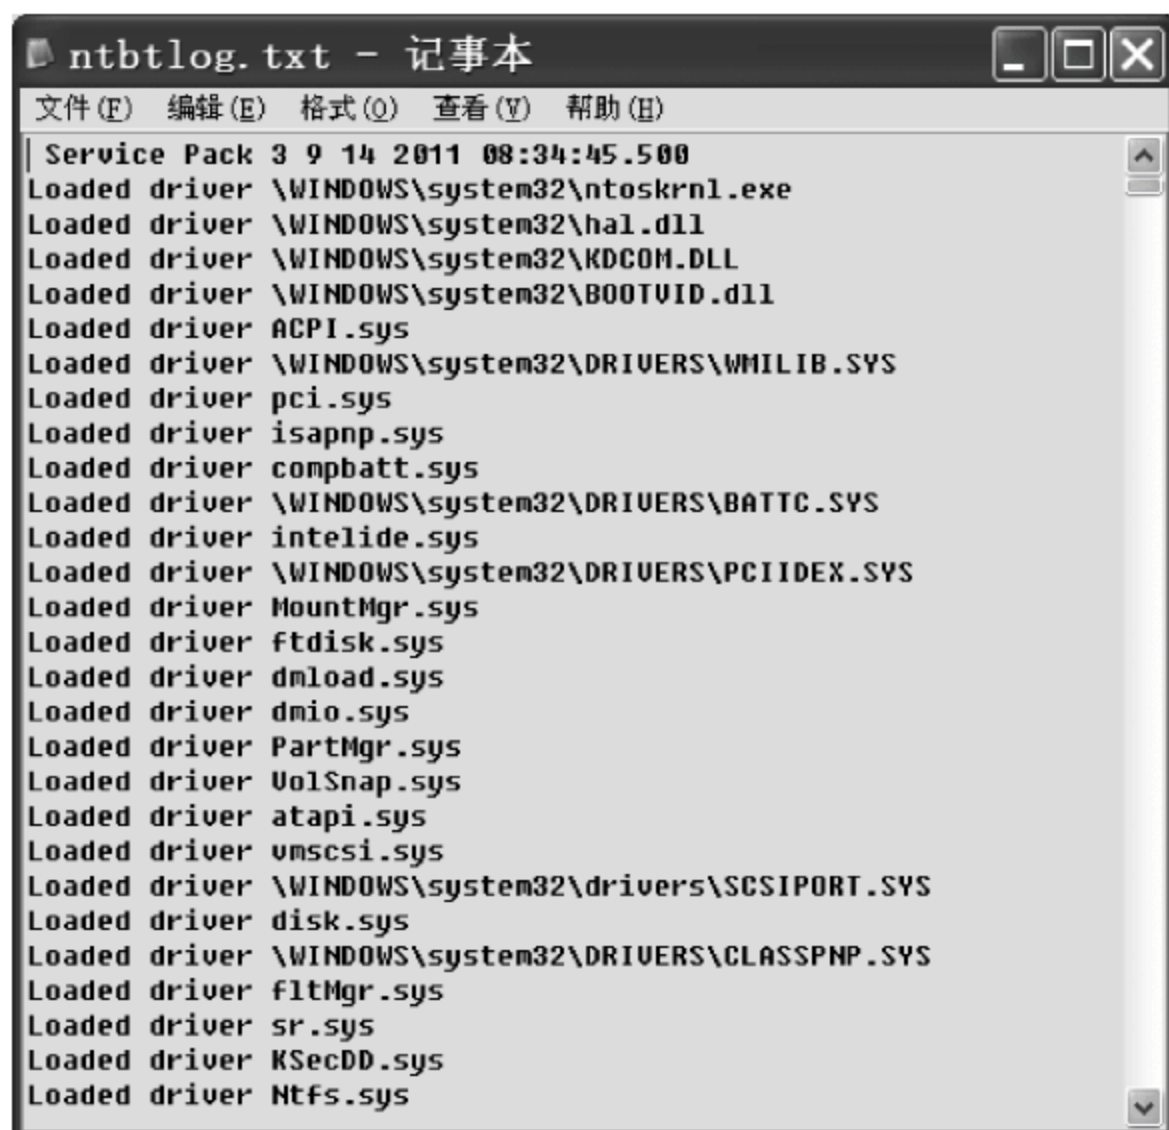 ntbtlog.txt - 记事本
文件(F) 编辑(E) 格式(O) 查看(V) 帮助(H)
Service Pack 3 9 14 2011 08:34:45.500
Loaded driver \WINDOWS\system32\ntoskrnl.exe
Loaded driver \WINDOWS\system32\hal.dll
Loaded driver \WINDOWS\system32\KDCOM.DLL
Loaded driver \WINDOWS\system32\BOOTVID.dll
Loaded driver ACPI.sys
Loaded driver \WINDOWS\system32\DRIVERS\WMILIB.SYS
Loaded driver pci.sys
Loaded driver isapnp.sys
Loaded driver compbatt.sys
Loaded driver \WINDOWS\system32\DRIVERS\BATTC.SYS
Loaded driver intelide.sys
Loaded driver \WINDOWS\system32\DRIVERS\PCIIDEX.SYS
Loaded driver MountMgr.sys
Loaded driver ftdisk.sys
Loaded driver dmload.sys
Loaded driver dmio.sys
Loaded driver PartMgr.sys
Loaded driver VolSnap.sys
Loaded driver atapi.sys
Loaded driver vmscsi.sys
Loaded driver \WINDOWS\system32\drivers\SCSIPORT.SYS
Loaded driver disk.sys
Loaded driver \WINDOWS\system32\DRIVERS\CLASSPNP.SYS
Loaded driver fltMgr.sys
Loaded driver sr.sys
Loaded driver KSecDD.sys
Loaded driver Ntfs.sys